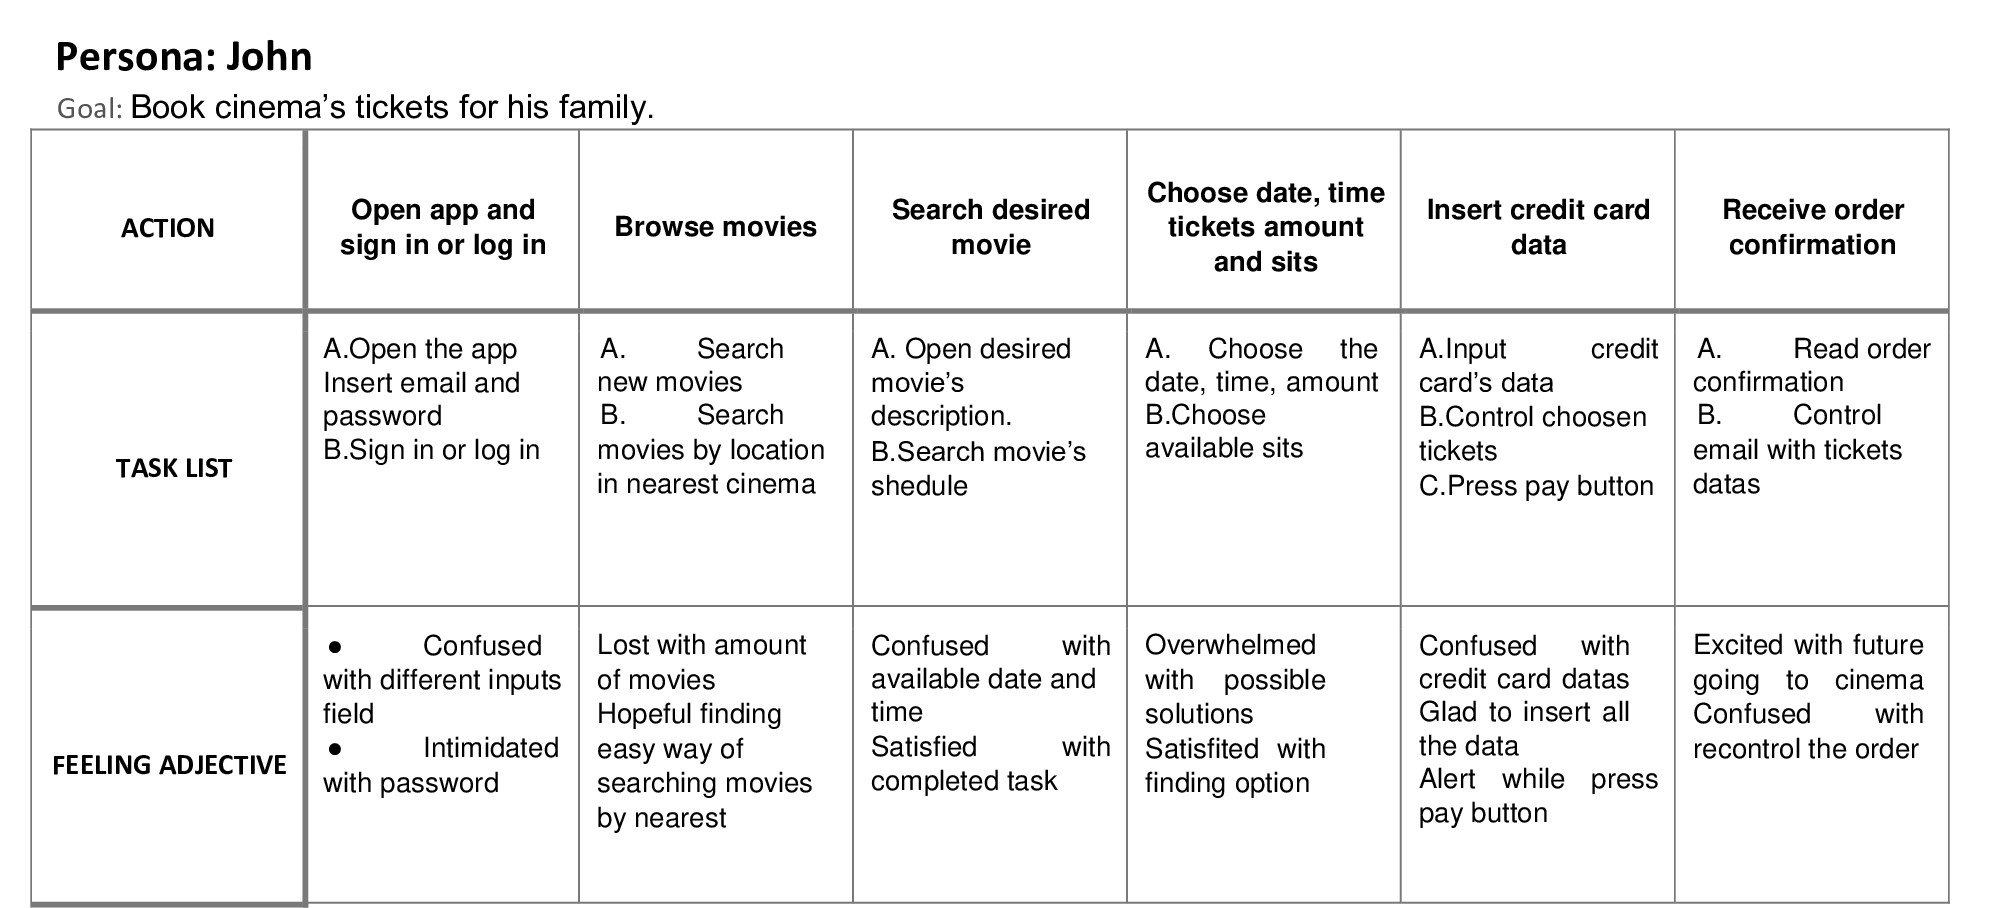 Persona: John
Goal: Book cinema’s tickets for his family.
ACTION
Open app and
sign in or log in
Browse movies
Search desired
movie
Choose date, time
tickets amount
and sits
Insert credit card
data
Receive order
confirmation
TASK LIST
A.Open the app
Insert email and
password
B.Sign in or log in
A. Search
new movies
B. Search
movies by location
in nearest cinema
A. Open desired
movie’s
description.
B.Search movie’s
shedule
A. Choose the
date, time, amount
B.Choose
available sits
A.Input credit
card’s data
B.Control choosen
tickets
C.Press pay button
A. Read order
confirmation
B. Control
email with tickets
datas
FEELING ADJECTIVE
● Confused
with different inputs
field
● Intimidated
with password
Lost with amount
of movies
Hopeful finding
easy way of
searching movies
by nearest
Confused with
available date and
time
Satisfied with
completed task
Overwhelmed
with possible
solutions
Satisfited with
finding option
Confused with
credit card datas
Glad to insert all
the data
Alert while press
pay button
Excited with future
going to cinema
Confused with
recontrol the order